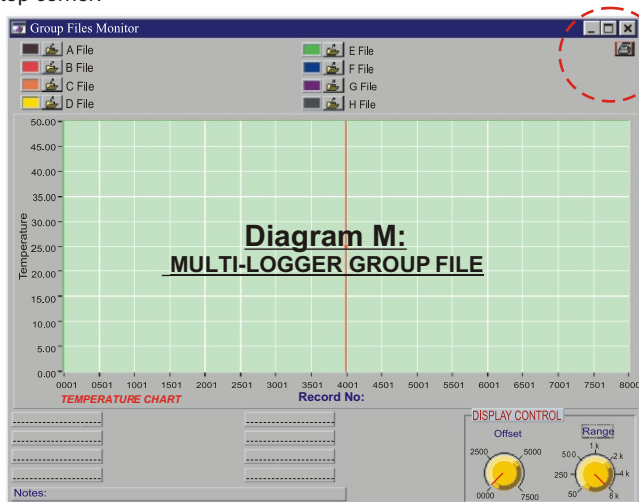 top corner.
Group Files Monitor
A File
B File
C File
D File
E File
F File
G File
H File
50.00
45.00
40.00
35.00
30.00
25.00
20.00
15.00
10.00
5.00
0.00
Temperature
Diagram M:
MULTI-LOGGER GROUP FILE
0001 0501 1001 1501 2001 2501 3001 3501 4001 4501 5001 5501 6001 6501 7001 7501 8000
TEMPERATURE CHART
Record No:
Notes:
DISPLAY CONTROL
Offset
2500 5000
0000 7500
Range
1 k
500 2 k
250 4 k
50 8 k